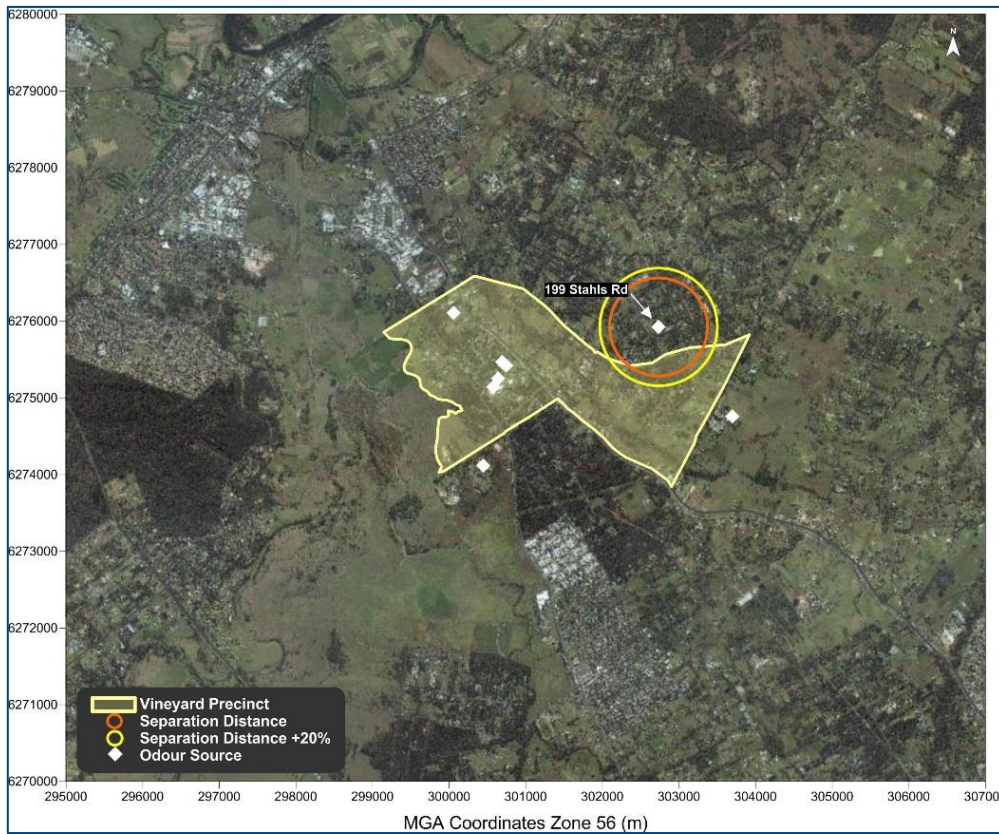 6280000
N
6279000
6278000
6277000
199 Stahls Rd
6276000
6275000
6274000
6273000
6272000
Vineyard Precinct
6271000
Separation Distance
Separation Distance +20%
Odour Source
6270000
295000 296000 297000 298000 299000 300000 301000 302000 303000 304000 305000 306000 307000
MGA Coordinates Zone 56 (m)